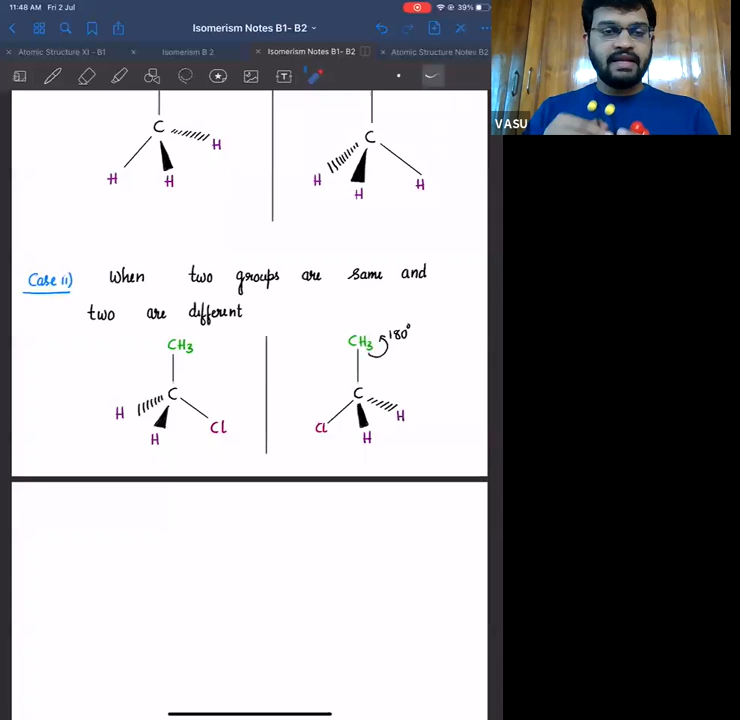 11:48 AM Fri 2 Jul
39%
Isomerism Notes B1- B2
Atomic Structure XI - B1
Isomerism B 2
Isomerism Notes B1- B2
Atomic Structure Notes B2
VASU
C
H
H
H
C
H
H
H
Case ii) When two groups are same and
two are different
CH3
C
H
H
Cl
CH3 180°
C
Cl
H
H